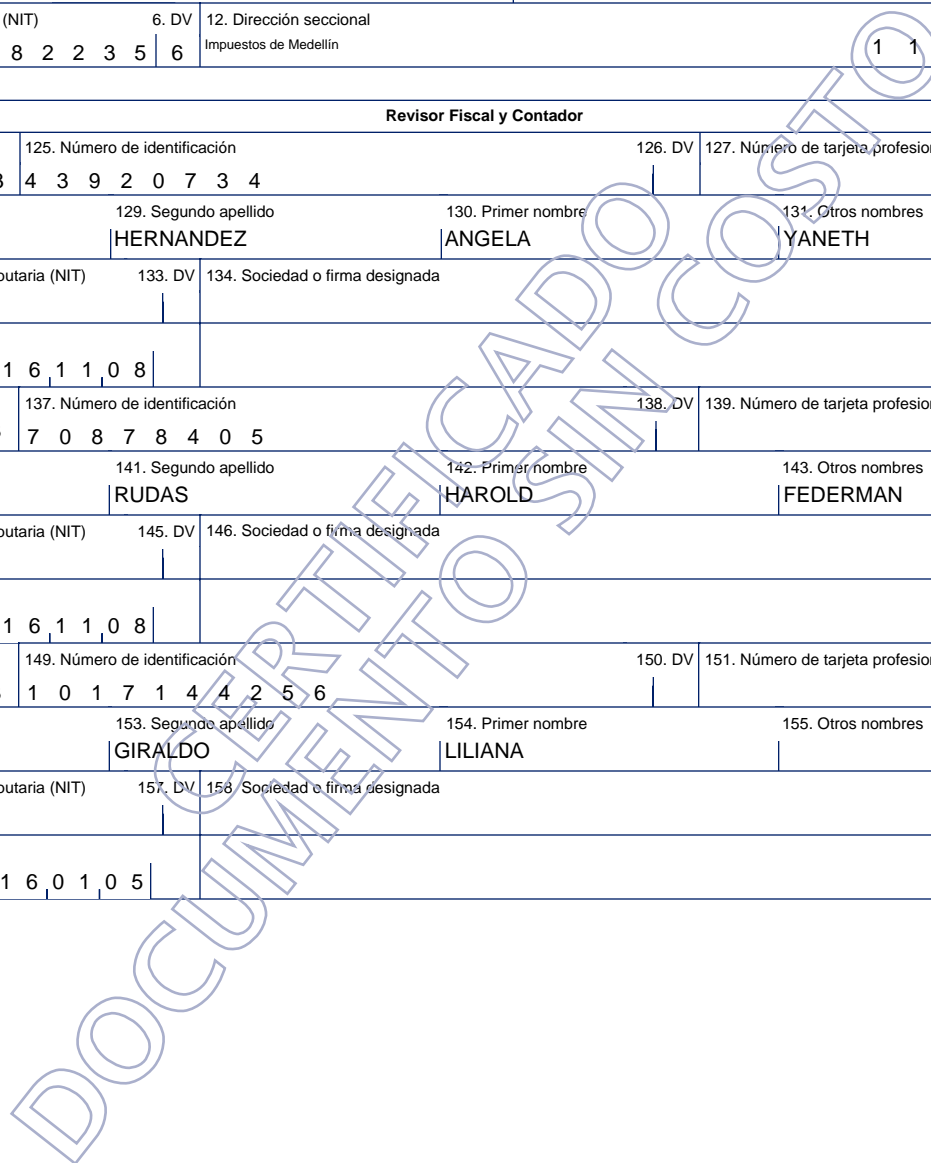 (NIT) 6. DV 12. Dirección seccional
8 2 2 3 5 6 Impuestos de Medellín 1 1
Revisor Fiscal y Contador
125. Número de identificación 126. DV 127. Número de tarjeta profesion
4 3 9 2 0 7 3 4
129. Segundo apellido 130. Primer nombre 131. Otros nombres
HERNANDEZ ANGELA YANETH
butaria (NIT) 133. DV 134. Sociedad o firma designada
1 6 1 1 0 8
137. Número de identificación 138. DV 139. Número de tarjeta profesion
7 0 8 7 8 4 0 5
141. Segundo apellido 142. Primer nombre 143. Otros nombres
RUDAS HAROLD FEDERMAN
butaria (NIT) 145. DV 146. Sociedad o firma designada
1 6 1 1 0 8
149. Número de identificación 150. DV 151. Número de tarjeta profesion
1 0 1 7 1 4 4 2 5 6
153. Segundo apellido 154. Primer nombre 155. Otros nombres
GIRALDO LILIANA
butaria (NIT) 157. DV 158. Sociedad o firma designada
1 6 0 1 0 5
CERTIFICADO
DOCUMENTO SIN COSTO